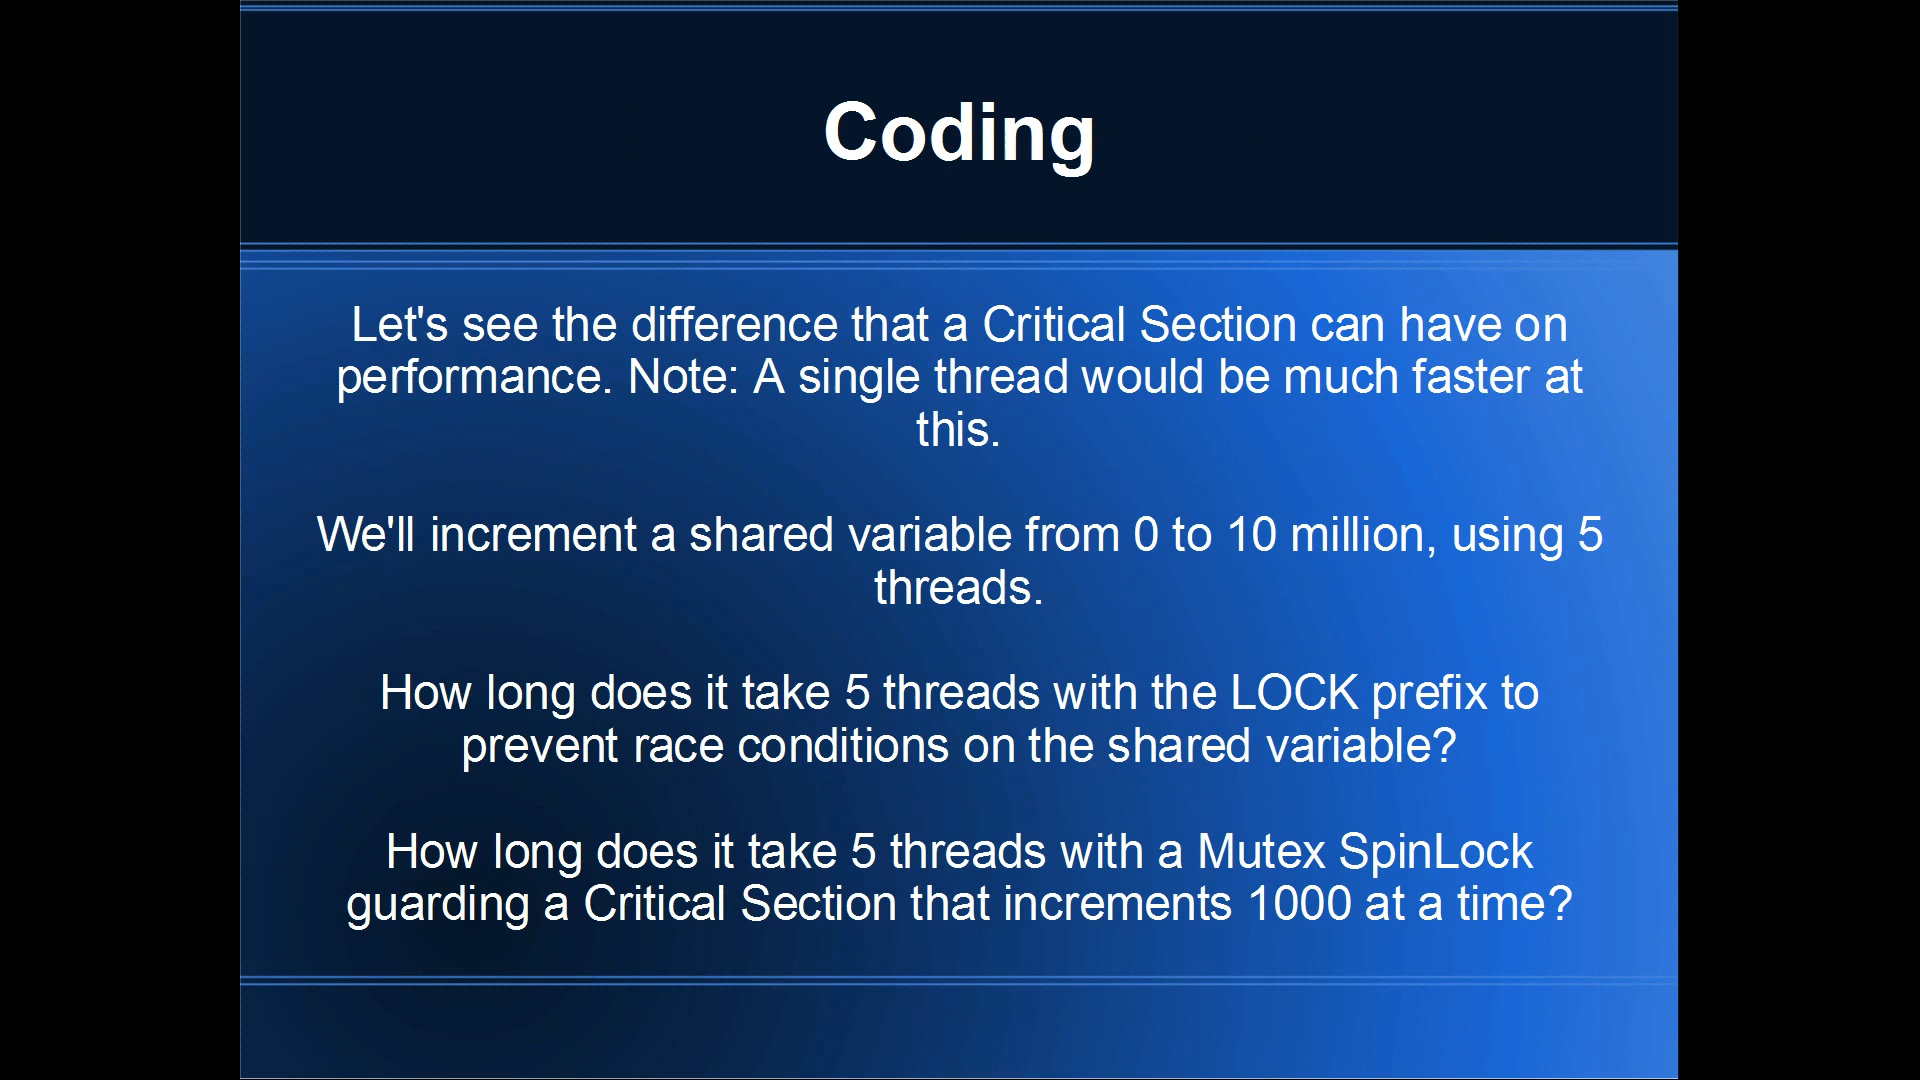 Coding
Let's see the difference that a Critical Section can have on
performance. Note: A single thread would be much faster at
this.
We'll increment a shared variable from 0 to 10 million, using 5
threads.
How long does it take 5 threads with the LOCK prefix to
prevent race conditions on the shared variable?
How long does it take 5 threads with a Mutex SpinLock
guarding a Critical Section that increments 1000 at a time?